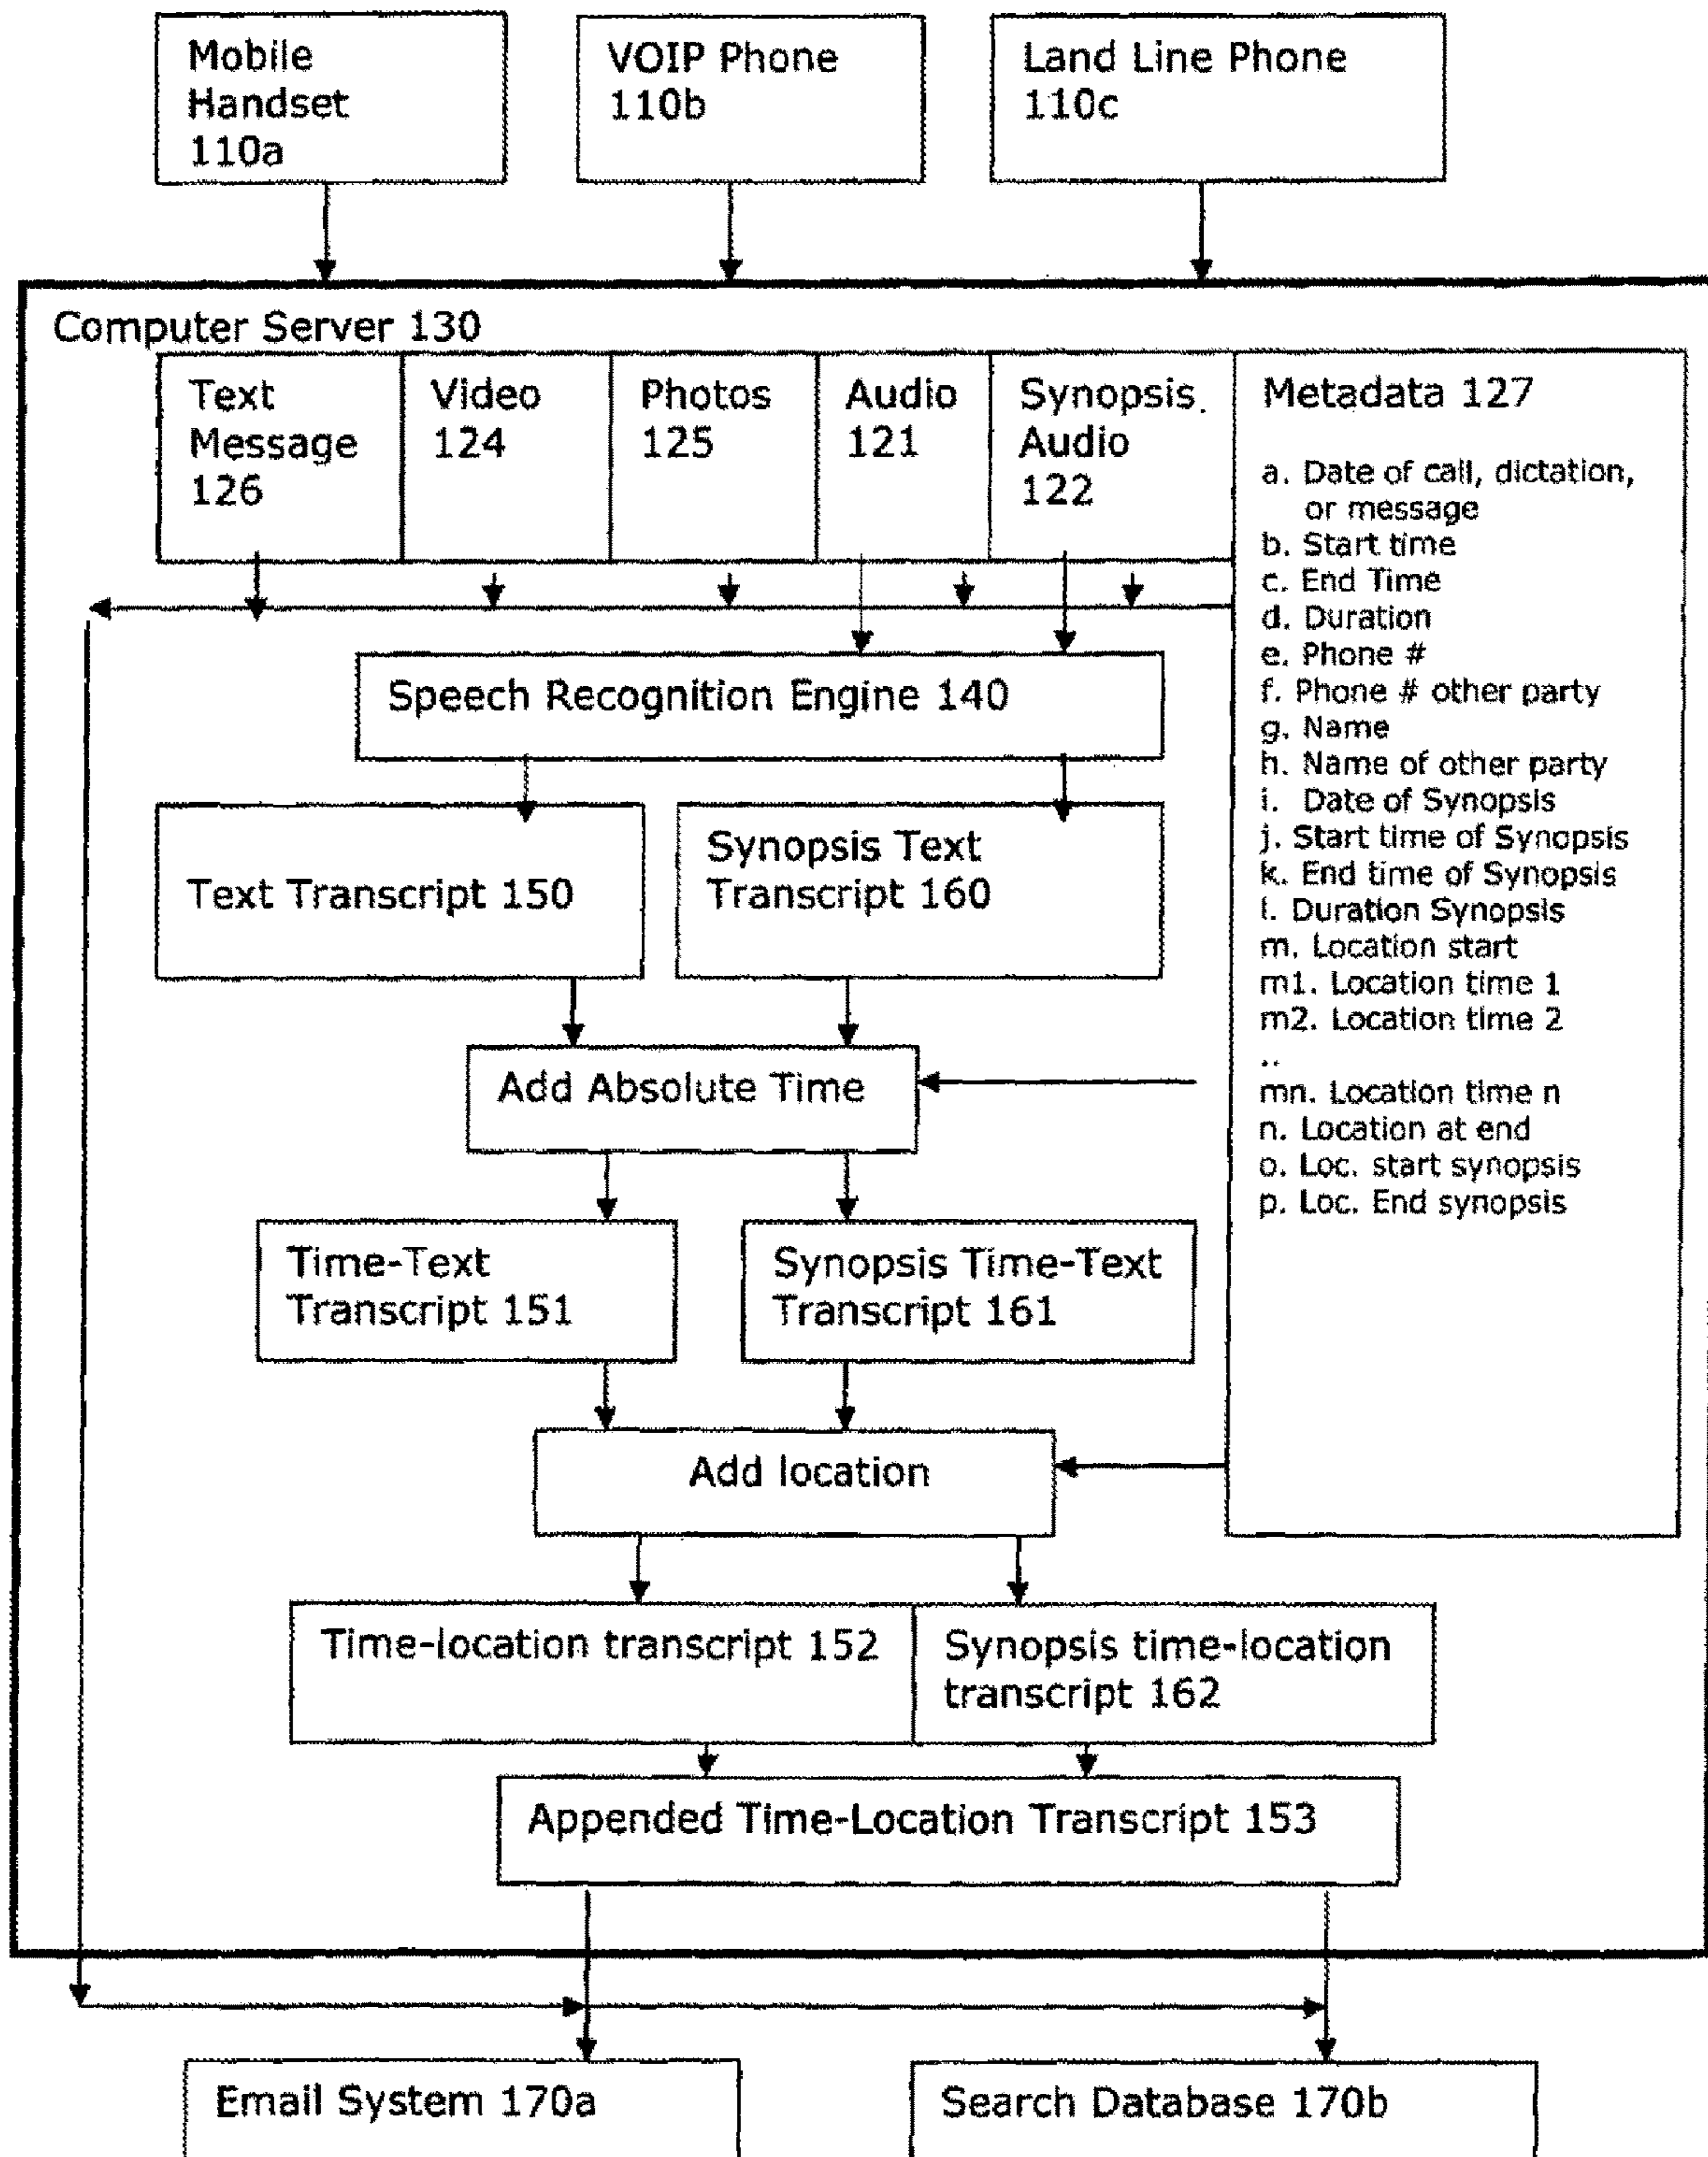 Mobile
Handset
110a
VOIP Phone
110b
Land Line Phone
110c
Computer Server 130
Text
Message
126
Video
124
Photos
125
Audio
121
Synopsis
Audio
122
Metadata 127
a. Date of call, dictation,
or message
b. Start time
c. End Time
d. Duration
e. Phone #
f. Phone # other party
g. Name
h. Name of other party
i. Date of Synopsis
j. Start time of Synopsis
k. End time of Synopsis
l. Duration Synopsis
m. Location start
m1. Location time 1
m2. Location time 2
..
mn. Location time n
n. Location at end
o. Loc. start synopsis
p. Loc. End synopsis
Speech Recognition Engine 140
Text Transcript 150
Synopsis Text
Transcript 160
Add Absolute Time
Time-Text
Transcript 151
Synopsis Time-Text
Transcript 161
Add location
Time-location transcript 152
Synopsis time-location
transcript 162
Appended Time-Location Transcript 153
Email System 170a
Search Database 170b